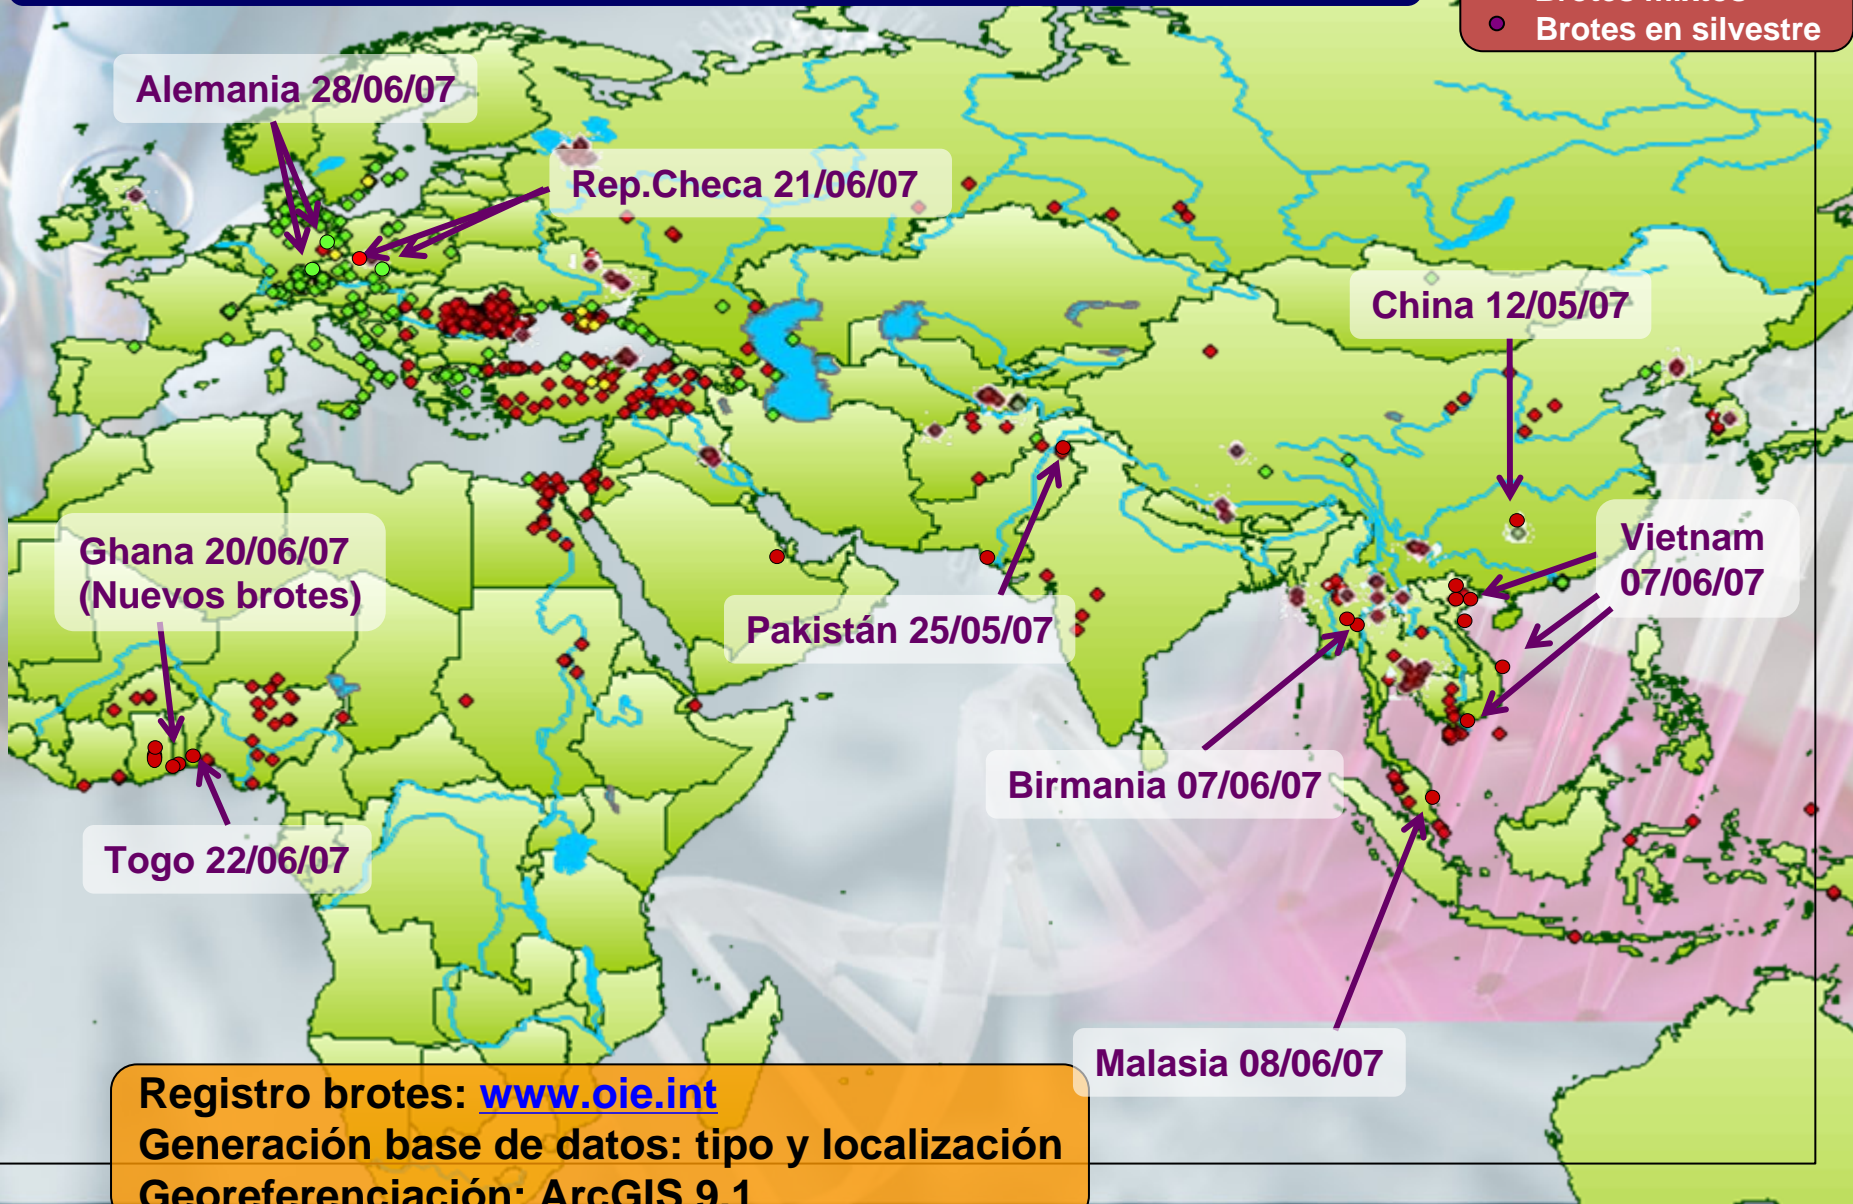 Brotes mixtos
Brotes en silvestre
Alemania 28/06/07
Rep.Checa 21/06/07
China 12/05/07
Vietnam
07/06/07
Ghana 20/06/07
(Nuevos brotes)
Pakistán 25/05/07
Birmania 07/06/07
Togo 22/06/07
Malasia 08/06/07
Registro brotes: www.oie.int
Generación base de datos: tipo y localización
Georeferenciación: ArcGIS 9.1